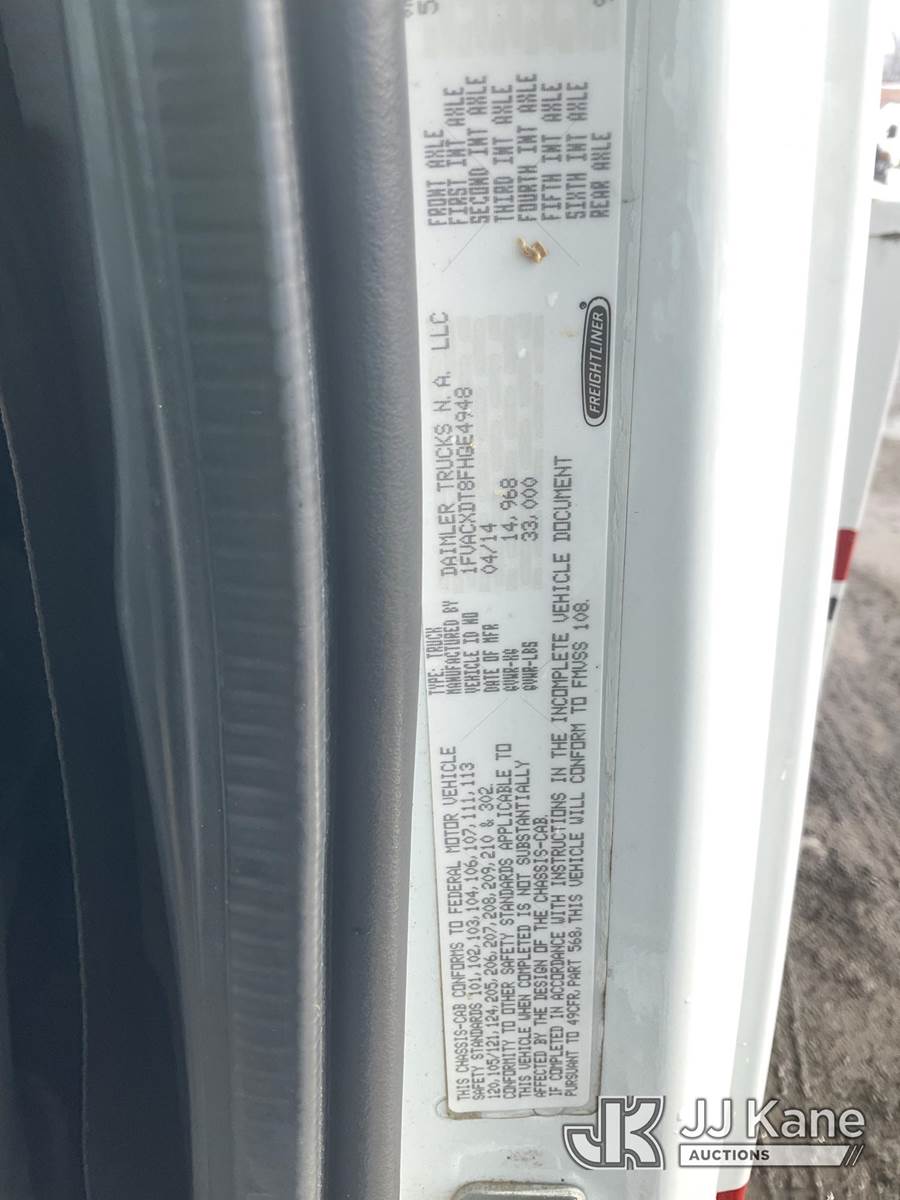 THIS CHASSIS-CAB CONFORMS TO FEDERAL MOTOR VEHICLE
SAFETY STANDARDS 101,102,103,104,106,107,111,113
120,105/121,124,205,206,207,208,209,210 & 302.
CONFORMITY TO OTHER SAFETY STANDARDS APPLICABLE TO
THIS VEHICLE WHEN COMPLETED IS NOT SUBSTANTIALLY
AFFECTED BY THE DESIGN OF THE CHASSIS-CAB.
IF COMPLETED IN ACCORDANCE WITH INSTRUCTIONS IN THE INCOMPLETE VEHICLE DOCUMENT
PURSUANT TO 49CFR,PART 568,THIS VEHICLE WILL CONFORM TO FMVSS 108.
TYPE: TRUCK
MANUFACTURED BY DAIMLER TRUCKS N.A. LLC
VEHICLE ID NO 1FVACXDT8FHGE4948
DATE OF MFR 04/14
GVWR-KG 14,968
GVWR-LBS 33,000
FREIGHTLINER
FRONT AXLE
FIRST INT AXLE
SECOND INT AXLE
THIRD INT AXLE
FOURTH INT AXLE
FIFTH INT AXLE
SIXTH INT AXLE
REAR AXLE
JK JJ Kane
AUCTIONS